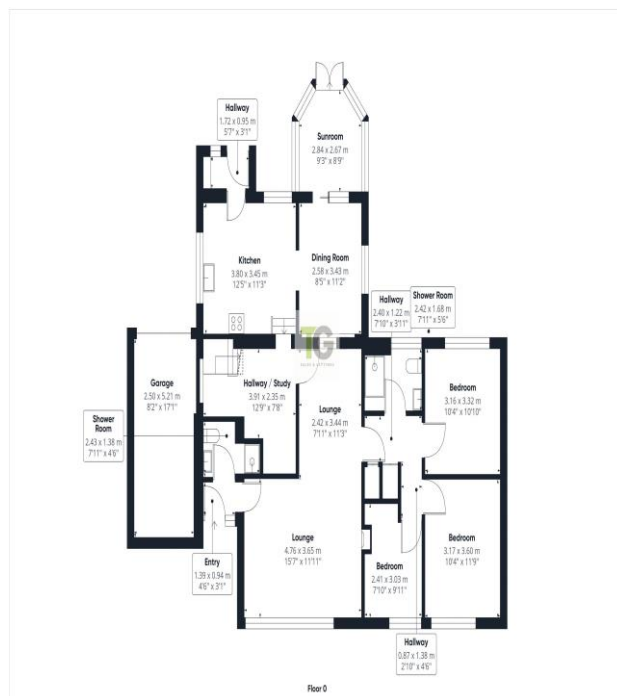 Hallway
1.72 x 0.95 m
5'7" x 3'1"
Sunroom
2.84 x 2.67 m
9'3" x 8'9"
Kitchen
3.80 x 3.45 m
12'5" x 11'3"
Dining Room
2.58 x 3.43 m
8'5" x 11'2"
Hallway
2.40 x 1.22 m
7'10" x 3'11"
Shower Room
2.42 x 1.68 m
7'11" x 5'6"
TG
Garage
2.50 x 5.21 m
8'2" x 17'1"
Hallway / Study
3.91 x 2.35 m
12'9" x 7'8"
Lounge
2.42 x 3.44 m
7'11" x 11'3"
Bedroom
3.16 x 3.32 m
10'4" x 10'10"
Shower
Room
2.43 x 1.38 m
7'11" x 4'6"
Lounge
4.76 x 3.65 m
15'7" x 11'11"
Bedroom
3.17 x 3.60 m
10'4" x 11'9"
Entry
1.39 x 0.94 m
4'6" x 3'1"
Bedroom
2.41 x 3.03 m
7'10" x 9'11"
Hallway
0.87 x 1.38 m
2'10" x 4'6"
Floor 0